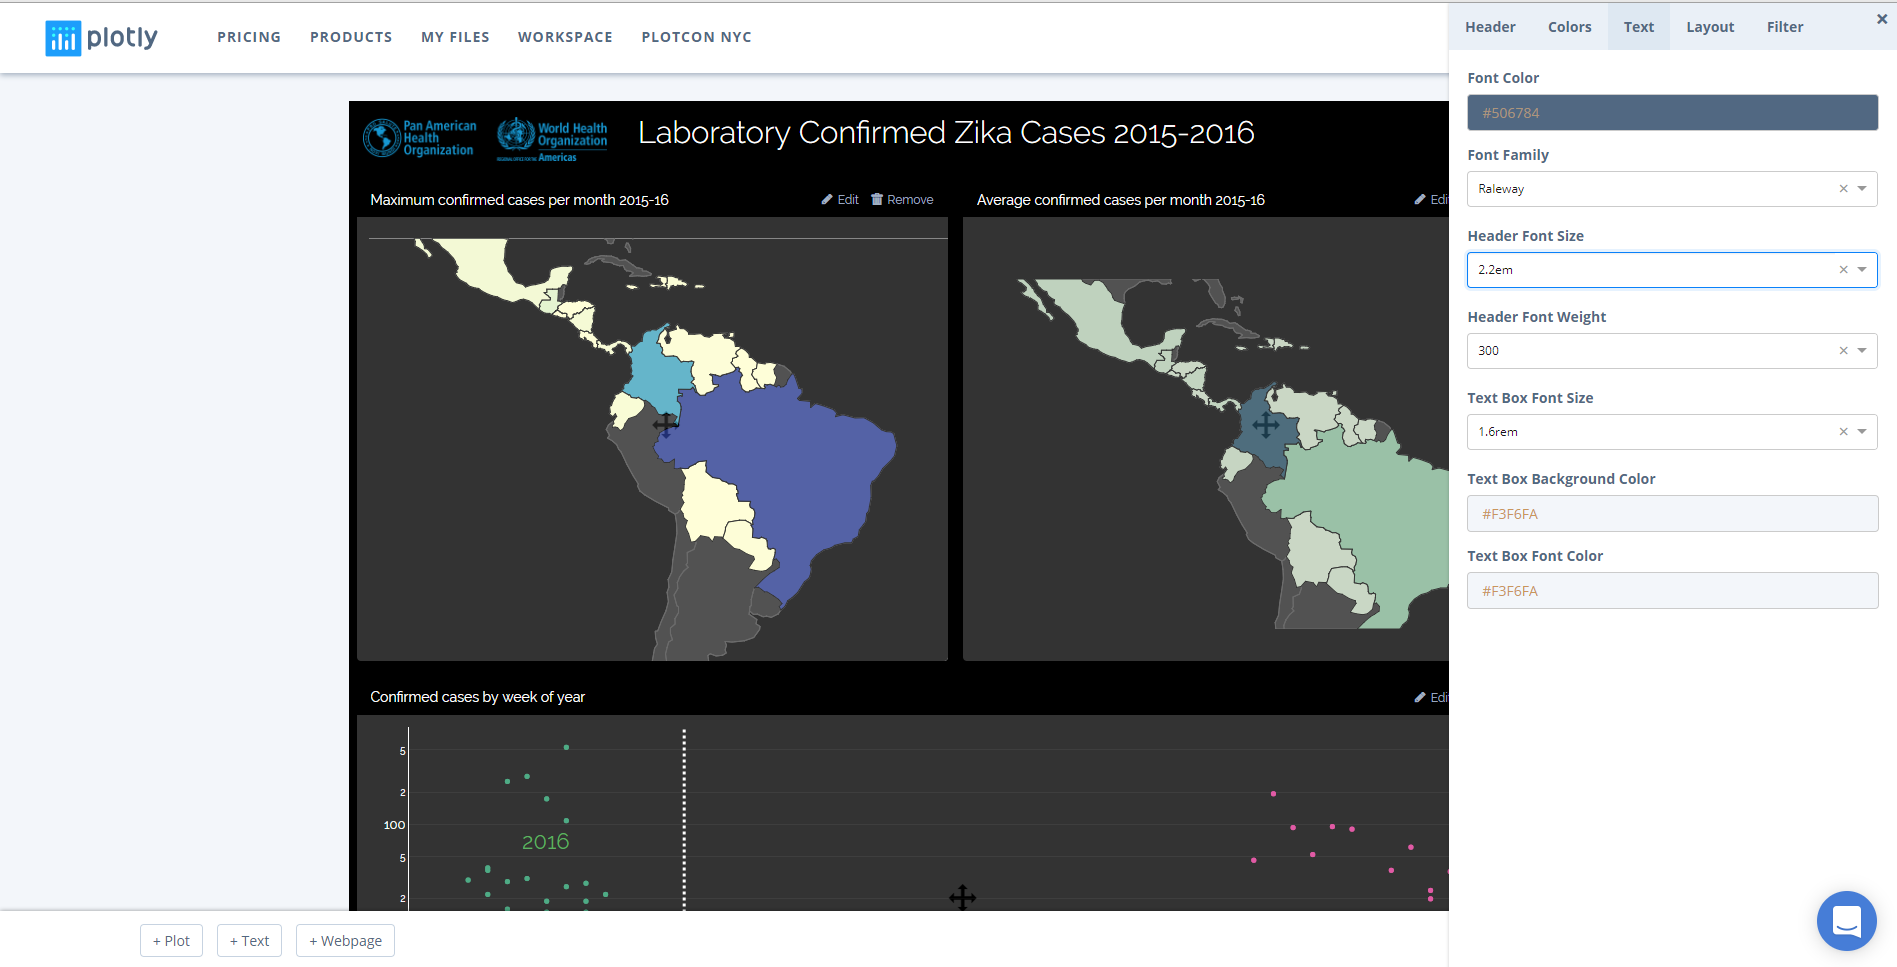 plotly
PRICING PRODUCTS MY FILES WORKSPACE PLOTCON NYC
Header Colors Text Layout Filter
Pan American
Health
Organization
World Health
Organization
REGIONAL OFFICE FOR THE Americas
Laboratory Confirmed Zika Cases 2015-2016
Maximum confirmed cases per month 2015-16
Edit Remove
Average confirmed cases per month 2015-16
Edi
Confirmed cases by week of year
Edi
5
2
100
5
2
2016
Font Color
#506784
Font Family
Raleway
Header Font Size
2.2em
Header Font Weight
300
Text Box Font Size
1.6rem
Text Box Background Color
#F3F6FA
Text Box Font Color
#F3F6FA
+ Plot + Text + Webpage